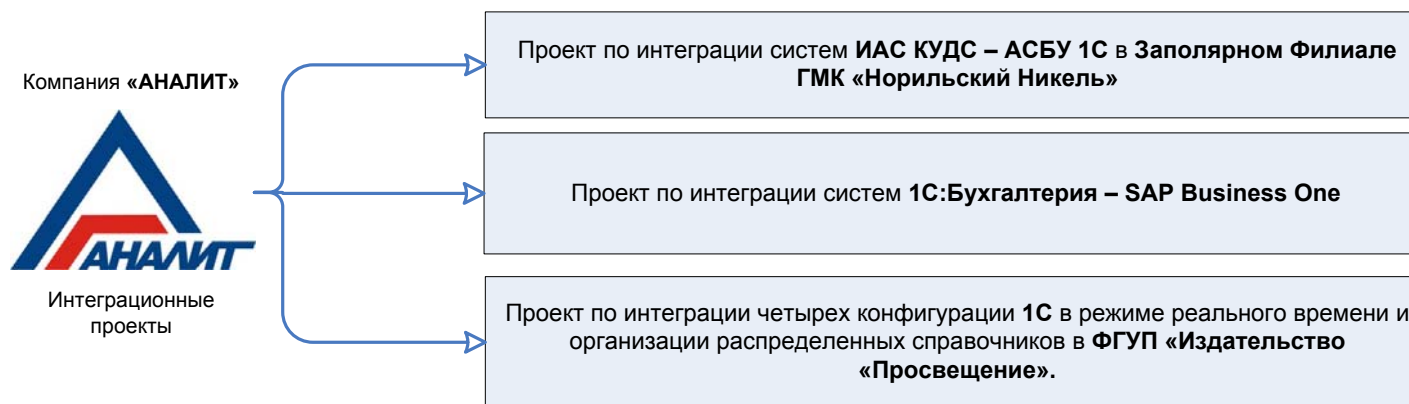 Компания «АНАЛИТ»
АНАЛИТ
Интеграционные
проекты
Проект по интеграции систем ИАС КУДС – АСБУ 1С в Заполярном Филиале
ГМК «Норильский Никель»
Проект по интеграции систем 1С:Бухгалтерия – SAP Business One
Проект по интеграции четырех конфигурации 1С в режиме реального времени и
организации распределенных справочников в ФГУП «Издательство
«Просвещение».